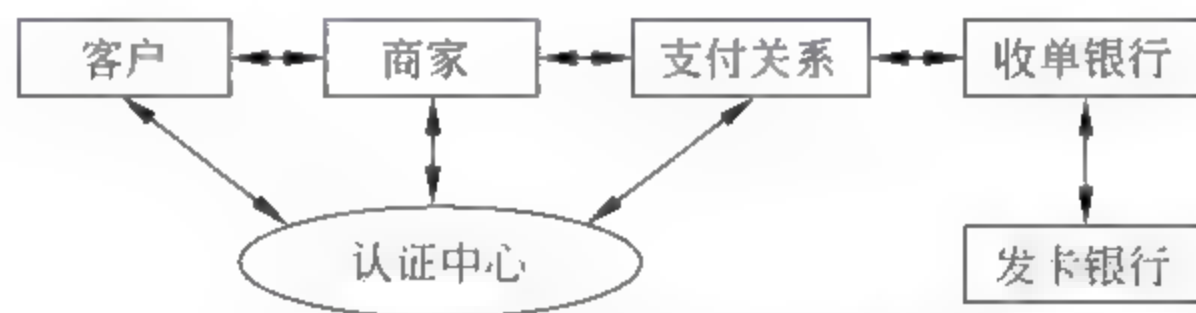 客户
商家
支付关系
收单银行
认证中心
发卡银行